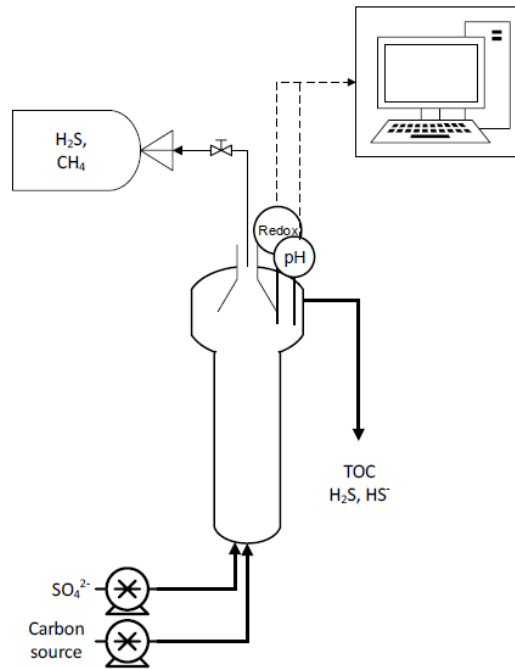 H₂S,
CH₄
Redox
pH
TOC
H₂S, HS⁻
SO₄²⁻
Carbon
source